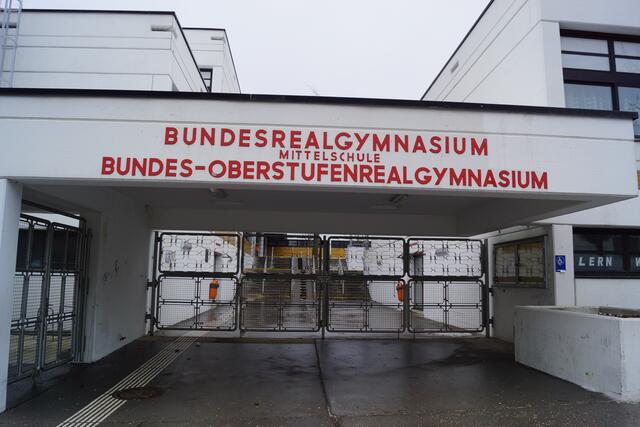 BUNDESREALGYMNASIUM
MITTELSCHULE
BUNDES-OBERSTUFENREALGYMNASIUM
LERN W